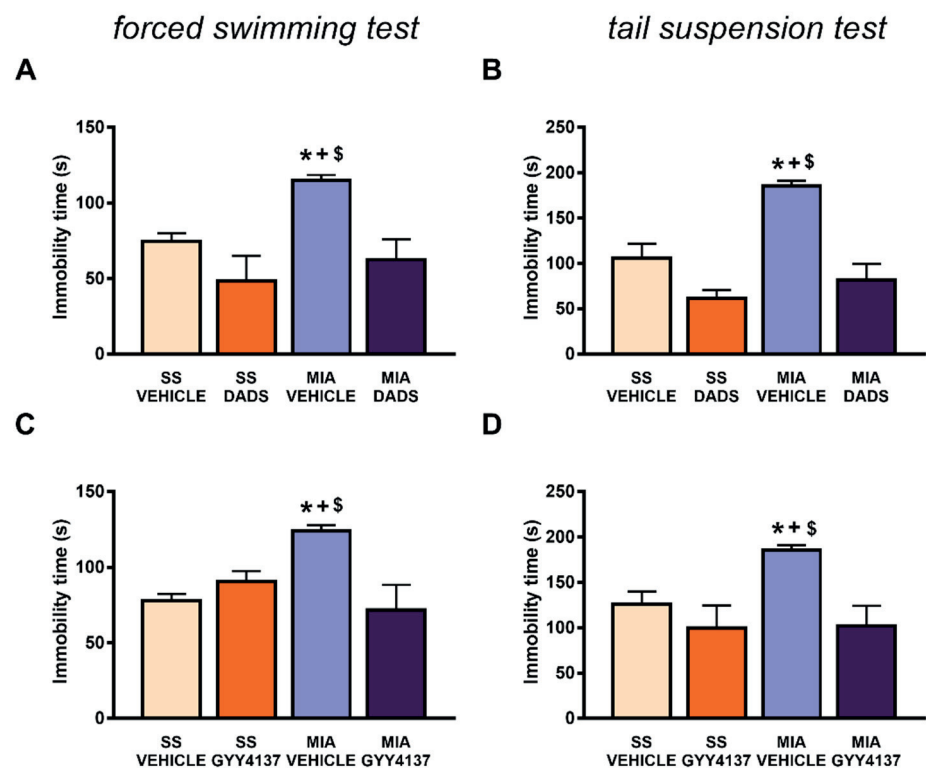 forced swimming test
tail suspension test
A
150
100
50
0
Immobility time (s)
*+$
SS VEHICLE
SS DADS
MIA VEHICLE
MIA DADS
B
250
200
150
100
50
0
Immobility time (s)
*+$
SS VEHICLE
SS DADS
MIA VEHICLE
MIA DADS
C
150
100
50
0
Immobility time (s)
*+$
SS VEHICLE
SS GYY4137
MIA VEHICLE
MIA GYY4137
D
250
200
150
100
50
0
Immobility time (s)
*+$
SS VEHICLE
SS GYY4137
MIA VEHICLE
MIA GYY4137